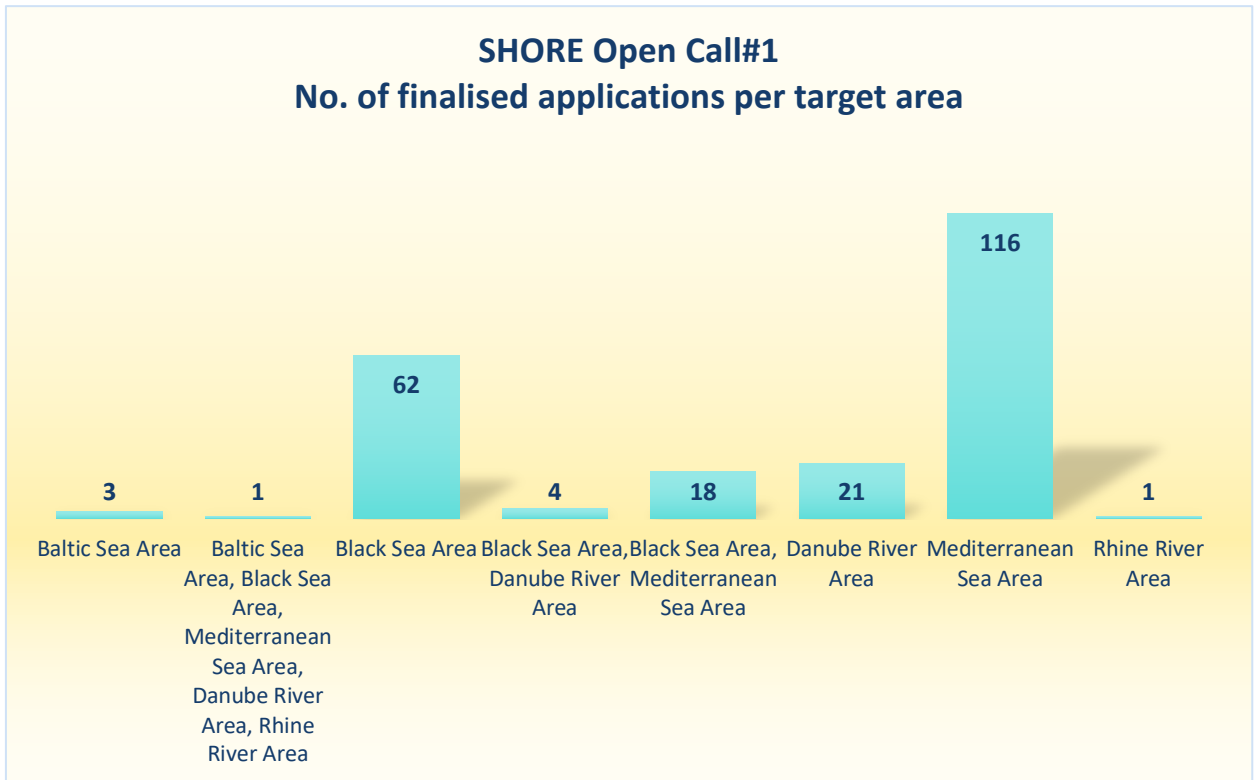 SHORE Open Call#1
No. of finalised applications per target area
116
62
3
1
4
18
21
1
Baltic Sea Area
Baltic Sea
Area, Black Sea
Area,
Mediterranean
Sea Area,
Danube River
Area, Rhine
River Area
Black Sea Area
Black Sea Area,
Danube River
Area
Black Sea Area,
Mediterranean
Sea Area
Danube River
Area
Mediterranean
Sea Area
Rhine River
Area